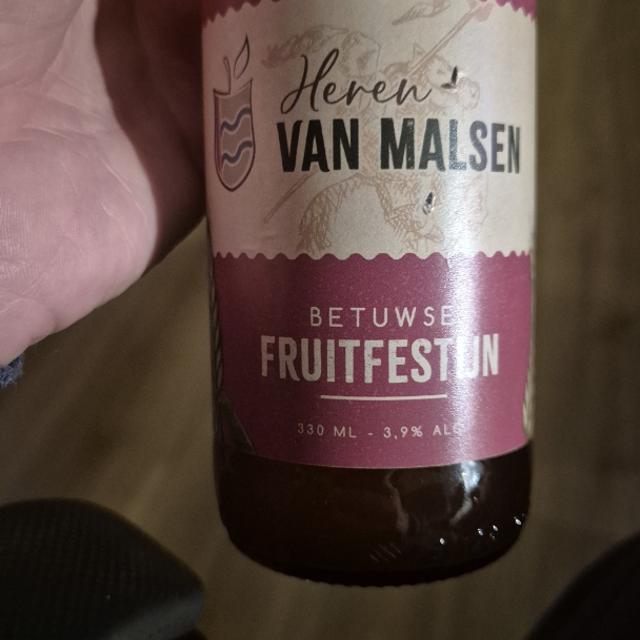 Heren
VAN MALSEN
BETUWSE
FRUITFESTIJN
330 ML - 3,9% ALC